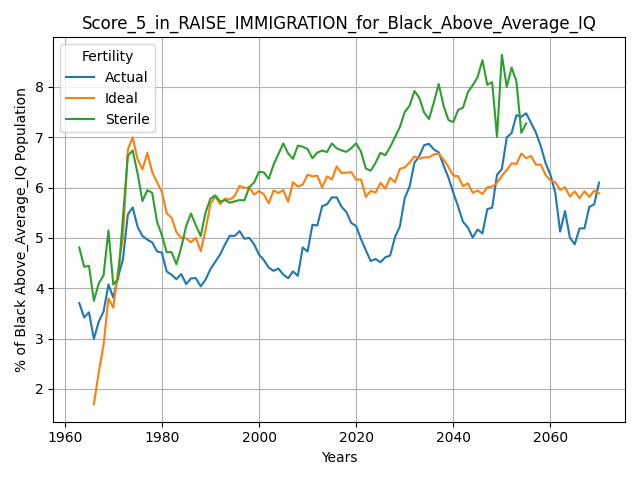 Score_5_in_RAISE_IMMIGRATION_for_Black_Above_Average_IQ
Fertility
Actual
Ideal
Sterile
% of Black Above_Average_IQ Population
8
7
6
5
4
3
2
1960
1980
2000
2020
2040
2060
Years